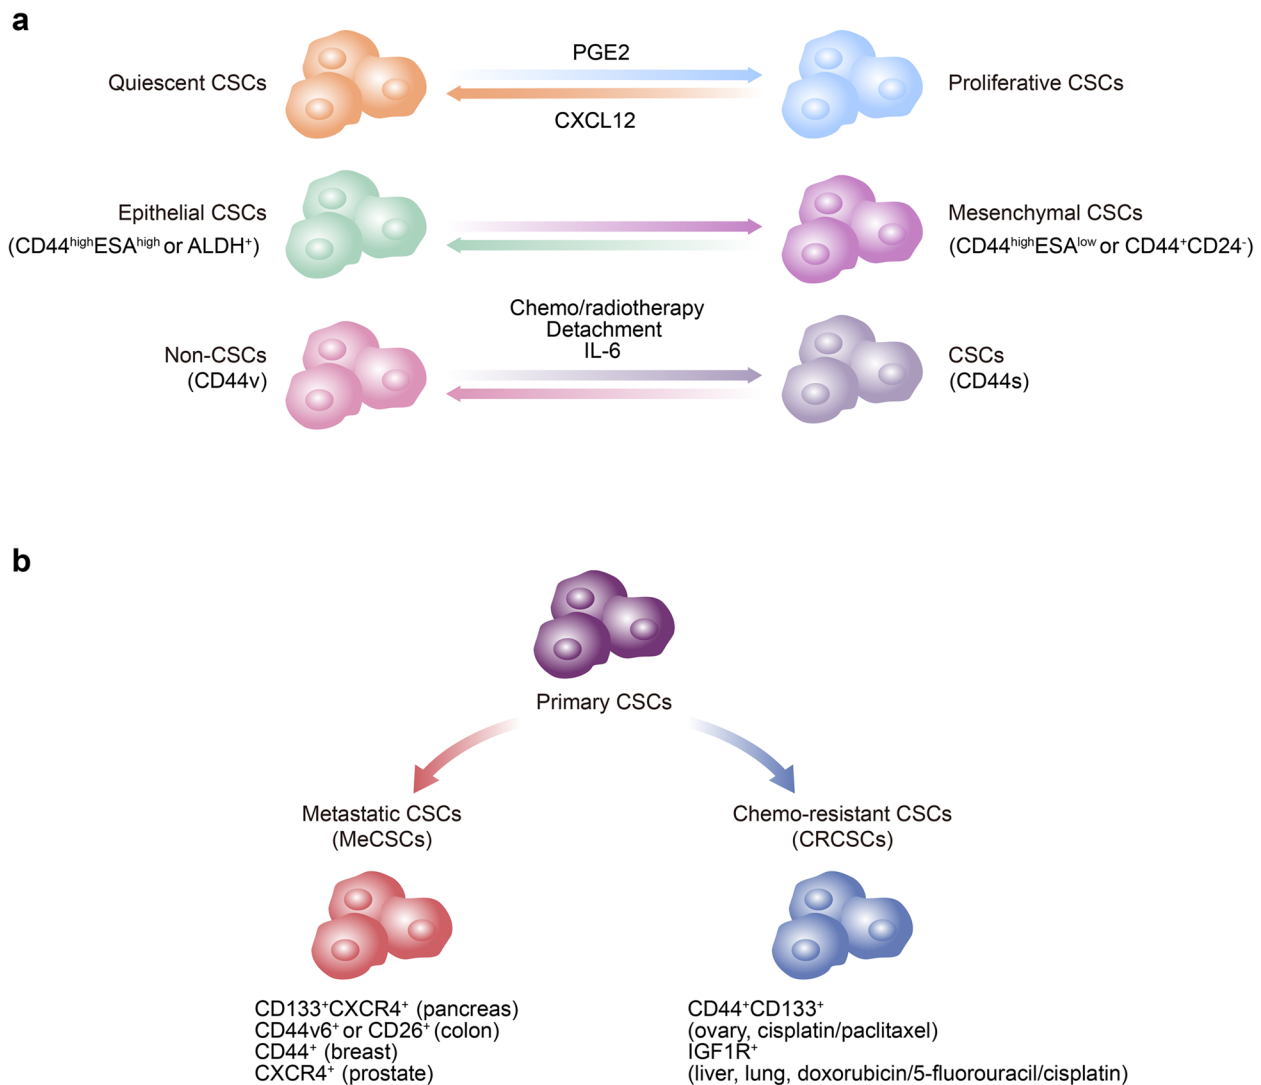 a
Quiescent CSCs
PGE2
CXCL12
Proliferative CSCs
Epithelial CSCs
(CD44highESAhigh or ALDH+)
Mesenchymal CSCs
(CD44highESAlow or CD44+CD24-)
Non-CSCs
(CD44v)
Chemo/radiotherapy
Detachment
IL-6
CSCs
(CD44s)
b
Primary CSCs
Metastatic CSCs
(MeCSCs)
CD133+CXCR4+ (pancreas)
CD44v6+ or CD26+ (colon)
CD44+ (breast)
CXCR4+ (prostate)
Chemo-resistant CSCs
(CRCSCs)
CD44+CD133+
(ovary, cisplatin/paclitaxel)
IGF1R+
(liver, lung, doxorubicin/5-fluorouracil/cisplatin)